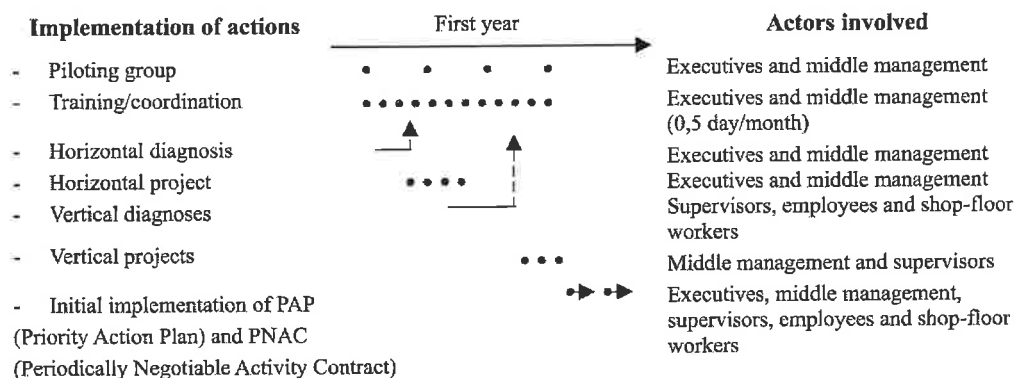 Implementation of actions First year Actors involved
- Piloting group Executives and middle management
- Training/coordination Executives and middle management
(0,5 day/month)
- Horizontal diagnosis Executives and middle management
- Horizontal project Executives and middle management
- Vertical diagnoses Supervisors, employees and shop-floor
workers
- Vertical projects Middle management and supervisors
- Initial implementation of PAP Executives, middle management,
(Priority Action Plan) and PNAC supervisors, employees and shop-floor
(Periodically Negotiable Activity Contract) workers